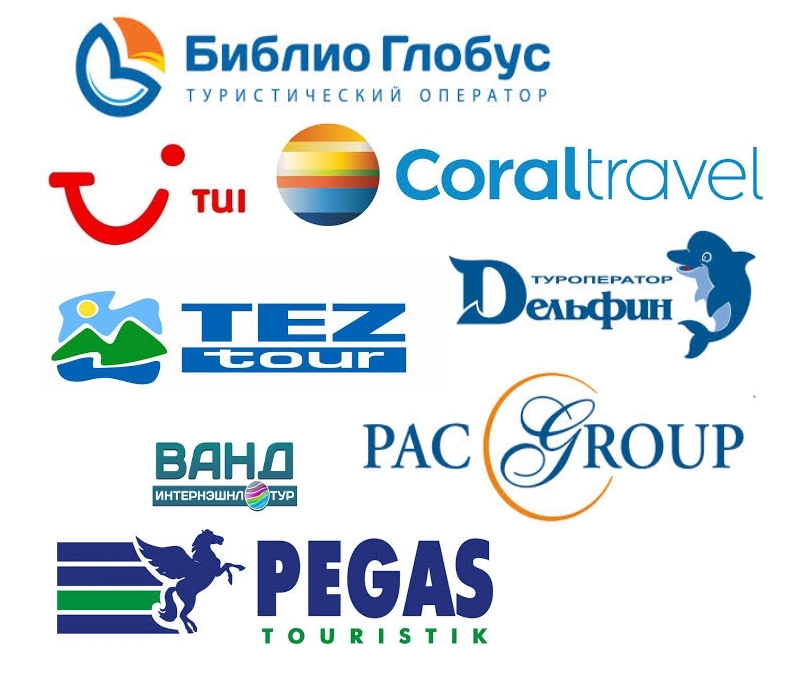 Библио Глобус
ТУРИСТИЧЕСКИЙ ОПЕРАТОР
TUI
Coraltravel
ТУРОПЕРАТОР
Дельфин
TEZ
tour
PAC GROUP
ВАНД
ИНТЕРНЭШНЛ ТУР
PEGAS
TOURISTIK